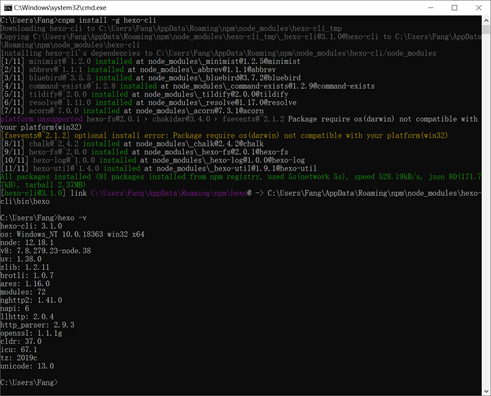 C:\Windows\system32\cmd.exe
C:\Users\Fang>cnpm install -g hexo-cli
Downloading hexo-cli to C:\Users\Fang\AppData\Roaming\npm\node_modules\hexo-cli_tmp
Copying C:\Users\Fang\AppData\Roaming\npm\node_modules\hexo-cli_tmp\_hexo-cli@3.1.0@hexo-cli to C:\Users\Fang\AppData
\Roaming\npm\node_modules\hexo-cli
Installing hexo-cli's dependencies to C:\Users\Fang\AppData\Roaming\npm\node_modules\hexo-cli/node_modules
[1/11] minimist@^1.2.0 installed at node_modules\_minimist@1.2.5@minimist
[2/11] abbrev@^1.1.1 installed at node_modules\_abbrev@1.1.1@abbrev
[3/11] bluebird@^3.5.5 installed at node_modules\_bluebird@3.7.2@bluebird
[4/11] command-exists@^1.2.8 installed at node_modules\_command-exists@1.2.9@command-exists
[5/11] tildify@^2.0.0 installed at node_modules\_tildify@2.0.0@tildify
[6/11] resolve@^1.11.0 installed at node_modules\_resolve@1.17.0@resolve
[7/11] acorn@^7.0.0 installed at node_modules\_acorn@7.3.1@acorn
platform unsupported hexo-fs@2.0.1 › chokidar@3.4.0 › fsevents@~2.1.2 Package require os(darwin) not compatible with
your platform(win32)
[fsevents@~2.1.2] optional install error: Package require os(darwin) not compatible with your platform(win32)
[8/11] chalk@^2.4.2 installed at node_modules\_chalk@2.4.2@chalk
[9/11] hexo-fs@^2.0.0 installed at node_modules\_hexo-fs@2.0.1@hexo-fs
[10/11] hexo-log@^1.0.0 installed at node_modules\_hexo-log@1.0.0@hexo-log
[11/11] hexo-util@^1.4.0 installed at node_modules\_hexo-util@1.9.1@hexo-util
All packages installed (81 packages installed from npm registry, used 5s(network 5s), speed 528.19kB/s, json 80(171.7
7kB), tarball 2.37MB)
[hexo-cli@3.1.0] link C:\Users\Fang\AppData\Roaming\npm\hexo@ -> C:\Users\Fang\AppData\Roaming\npm\node_modules\hexo-
cli\bin\hexo
C:\Users\Fang>hexo -v
hexo-cli: 3.1.0
os: Windows_NT 10.0.18363 win32 x64
node: 12.18.1
v8: 7.8.279.23-node.38
uv: 1.38.0
zlib: 1.2.11
brotli: 1.0.7
ares: 1.16.0
modules: 72
nghttp2: 1.41.0
napi: 6
llhttp: 2.0.4
http_parser: 2.9.3
openssl: 1.1.1g
cldr: 37.0
icu: 67.1
tz: 2019c
unicode: 13.0
C:\Users\Fang>